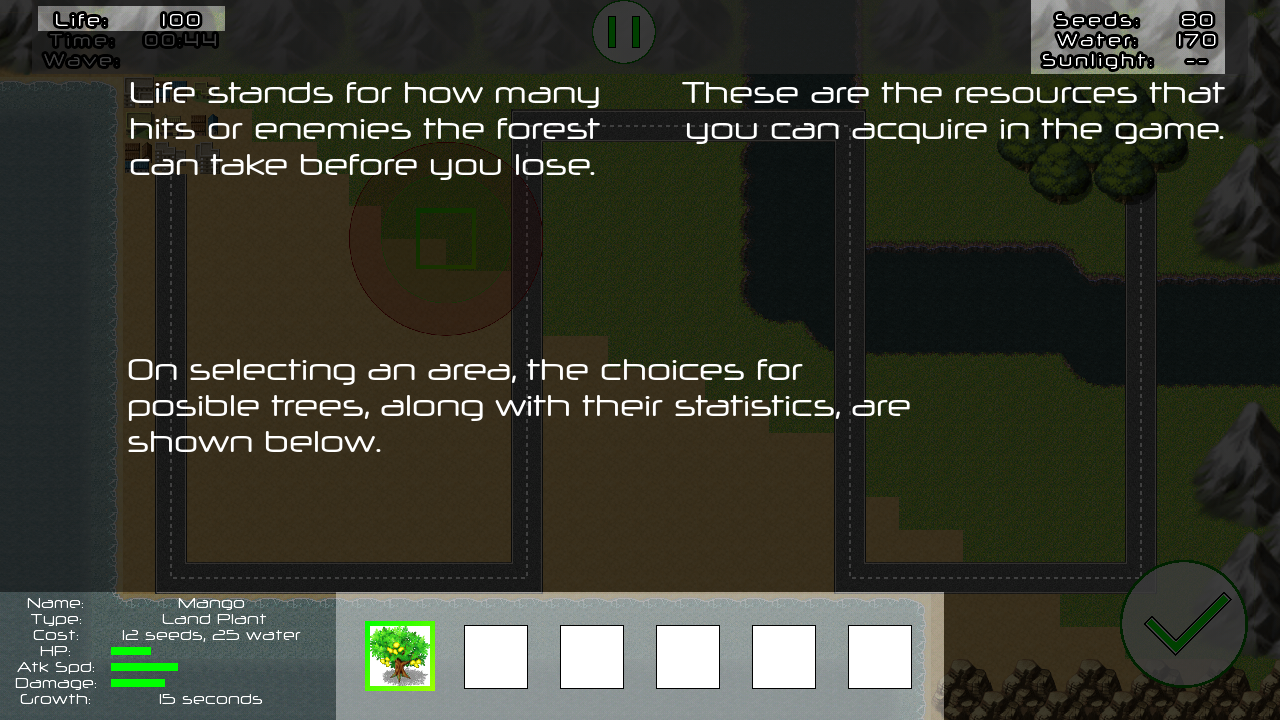 Life: 100
Time: 00:44
Wave:
Seeds: 80
Water: 170
Sunlight: --
Life stands for how many
hits or enemies the forest
can take before you lose.
These are the resources that
you can acquire in the game.
On selecting an area, the choices for
posible trees, along with their statistics, are
shown below.
Name: Mango
Type: Land Plant
Cost: 12 seeds, 25 water
HP:
Atk Spd:
Damage:
Growth: 15 seconds